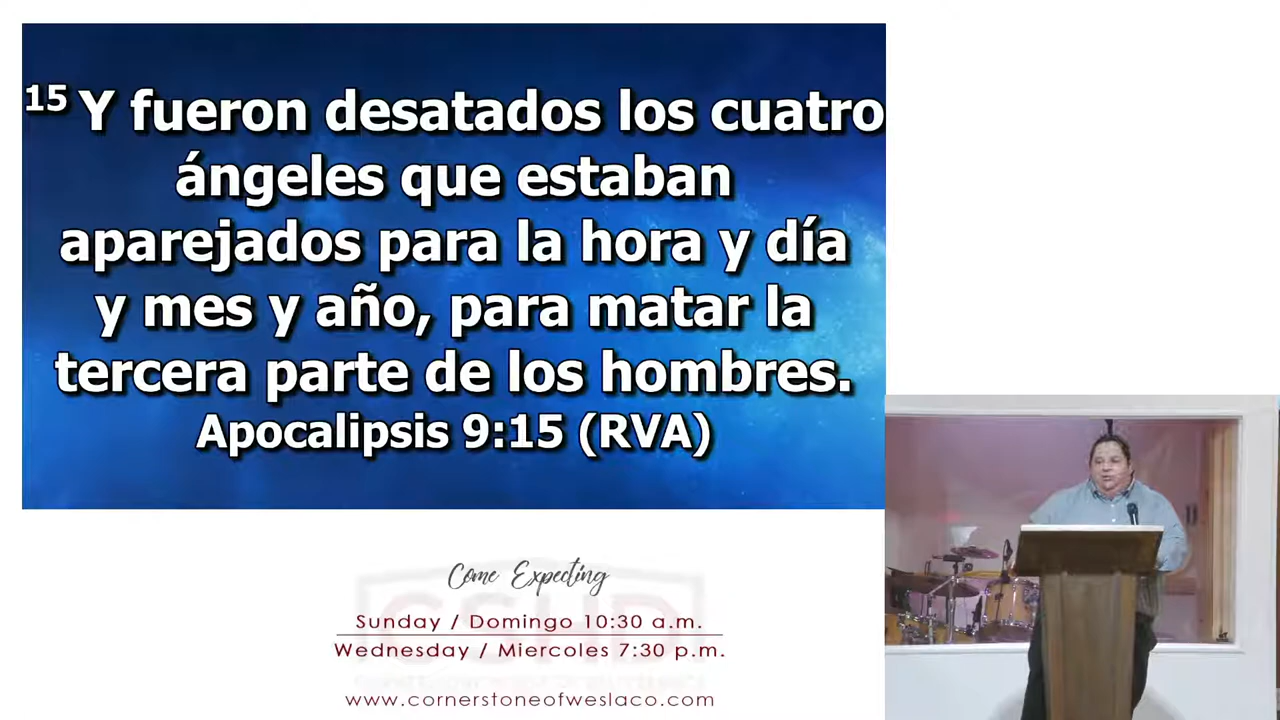 15 Y fueron desatados los cuatro
ángeles que estaban
aparejados para la hora y día
y mes y año, para matar la
tercera parte de los hombres.
Apocalipsis 9:15 (RVA)
Come Expecting
Sunday / Domingo 10:30 a.m.
Wednesday / Miercoles 7:30 p.m.
www.cornerstoneofweslaco.com